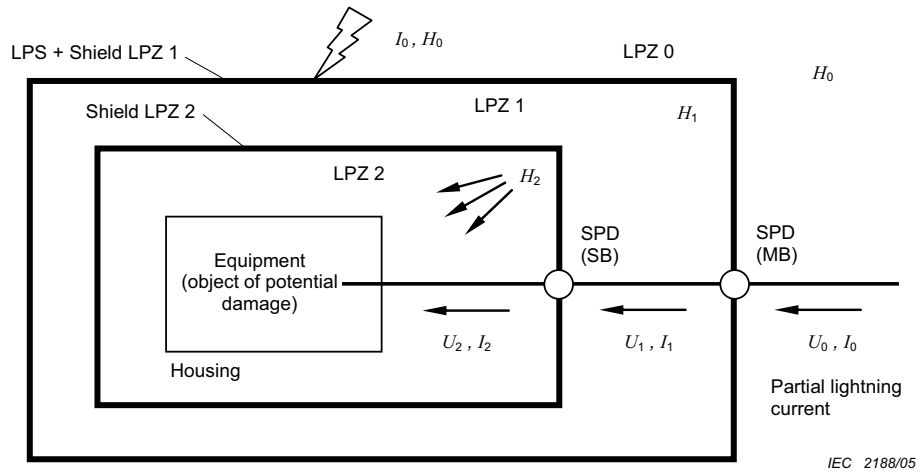 I0 , H0
LPZ 0
LPS + Shield LPZ 1
H0
LPZ 1
Shield LPZ 2
H1
LPZ 2
H2
SPD
(SB)
SPD
(MB)
Equipment
(object of potential
damage)
U2 , I2
U1 , I1
U0 , I0
Housing
Partial lightning
current
IEC 2188/05